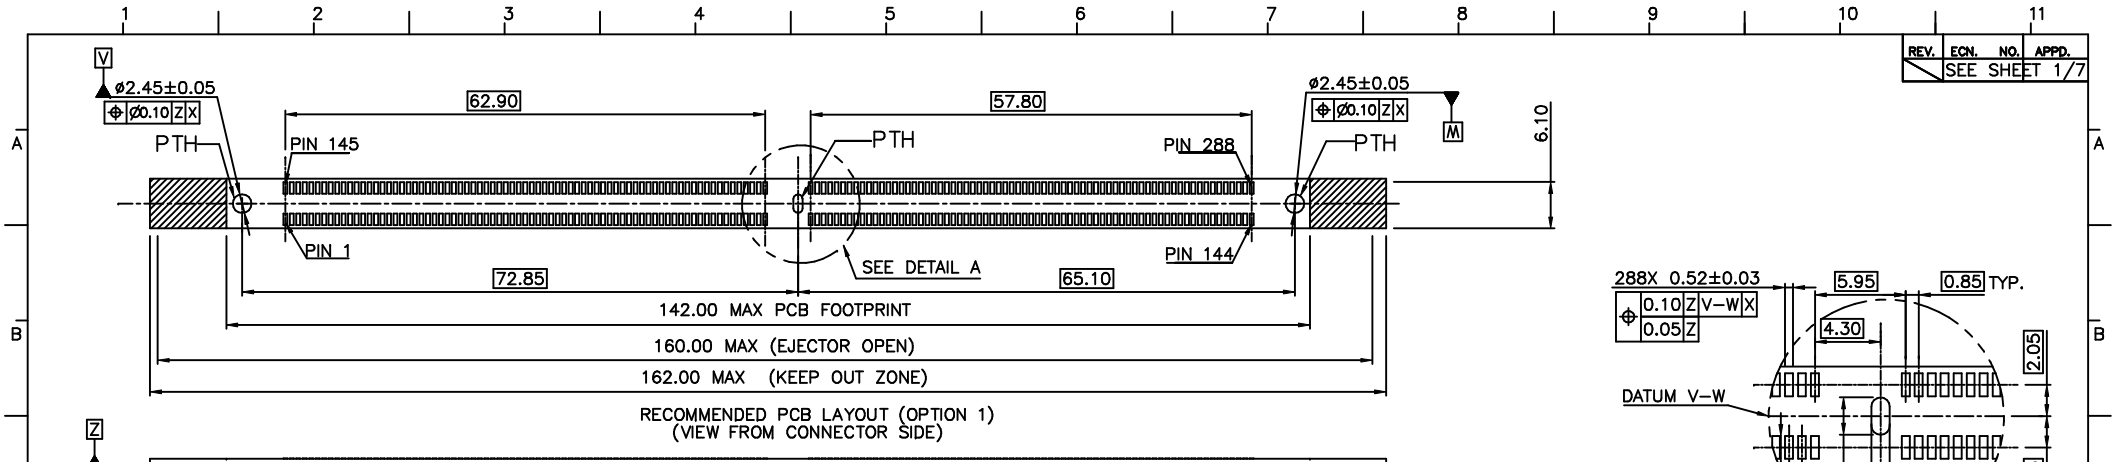 1 2 3 4 5 6 7 8 9 10 11
REV. ECN. NO. APPD.
SEE SHEET 1/7
V
ø2.45±0.05
⌖ Ø0.10 Z X
PTH
62.90
57.80
ø2.45±0.05
⌖ Ø0.10 Z X
M
PTH
6.10
A
A
PIN 145
PTH
PIN 288
PIN 1
PIN 144
SEE DETAIL A
72.85
65.10
142.00 MAX PCB FOOTPRINT
160.00 MAX (EJECTOR OPEN)
162.00 MAX (KEEP OUT ZONE)
B
B
RECOMMENDED PCB LAYOUT (OPTION 1)
(VIEW FROM CONNECTOR SIDE)
Z
288X 0.52±0.03
⌖ 0.10 Z V-W X
0.05 Z
5.95
0.85 TYP.
4.30
2.05
DATUM V-W